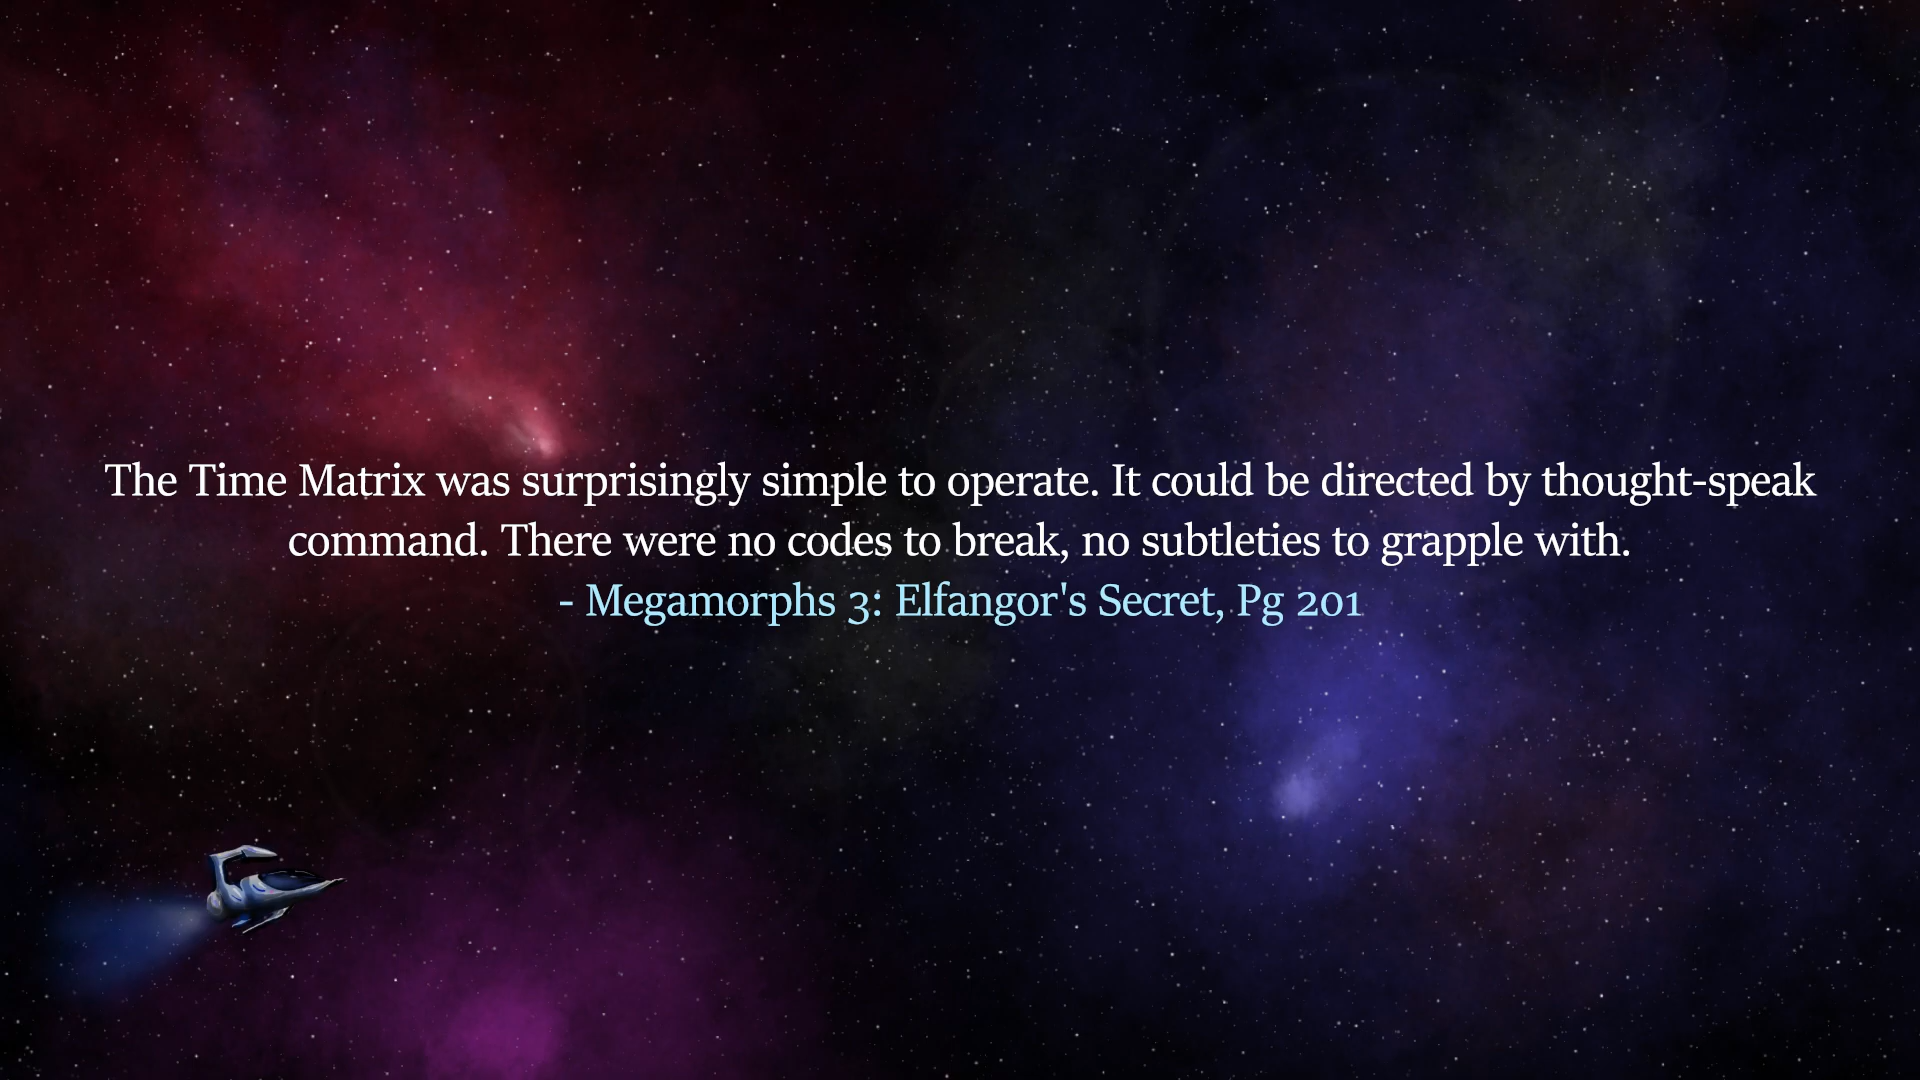 The Time Matrix was surprisingly simple to operate. It could be directed by thought-speak
command. There were no codes to break, no subtleties to grapple with.
- Megamorphs 3: Elfangor's Secret, Pg 201